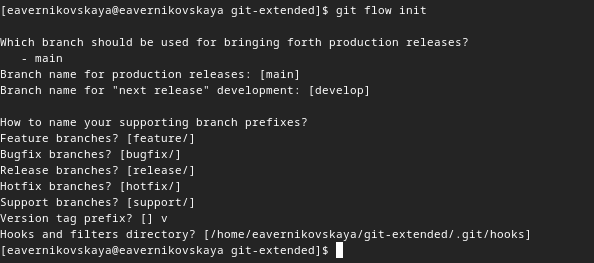 [eavernikovskaya@eavernikovskaya git-extended]$ git flow init
Which branch should be used for bringing forth production releases?
- main
Branch name for production releases: [main]
Branch name for "next release" development: [develop]
How to name your supporting branch prefixes?
Feature branches? [feature/]
Bugfix branches? [bugfix/]
Release branches? [release/]
Hotfix branches? [hotfix/]
Support branches? [support/]
Version tag prefix? [] v
Hooks and filters directory? [/home/eavernikovskaya/git-extended/.git/hooks]
[eavernikovskaya@eavernikovskaya git-extended]$